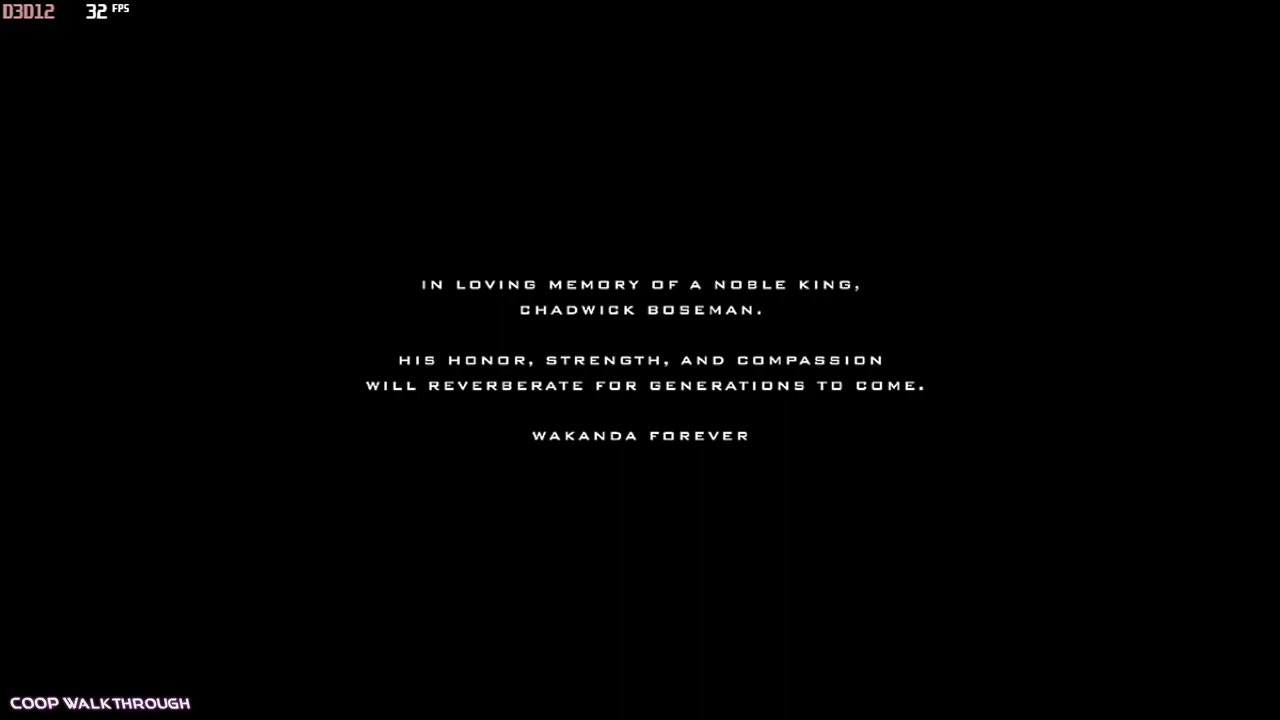 D3D12 32 FPS
IN LOVING MEMORY OF A NOBLE KING,
CHADWICK BOSEMAN.
HIS HONOR, STRENGTH, AND COMPASSION
WILL REVERBERATE FOR GENERATIONS TO COME.
WAKANDA FOREVER
COOP WALKTHROUGH